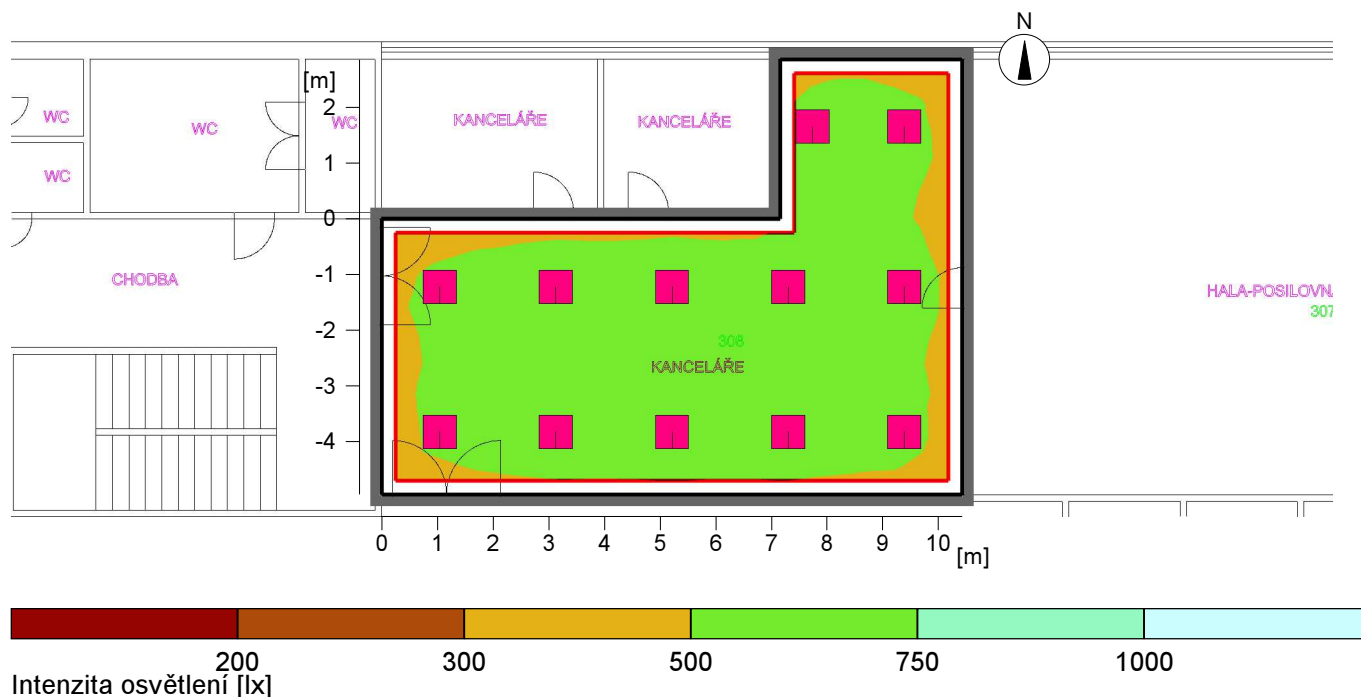 N
[m]
2
1
0
-1
-2
-3
-4
WC
WC
WC
WC
KANCELÁŘE
KANCELÁŘE
CHODBA
308
KANCELÁŘE
HALA-POSILOVNA
307
0 1 2 3 4 5 6 7 8 9 10 [m]
200 300 500 750 1000
Intenzita osvětlení [lx]